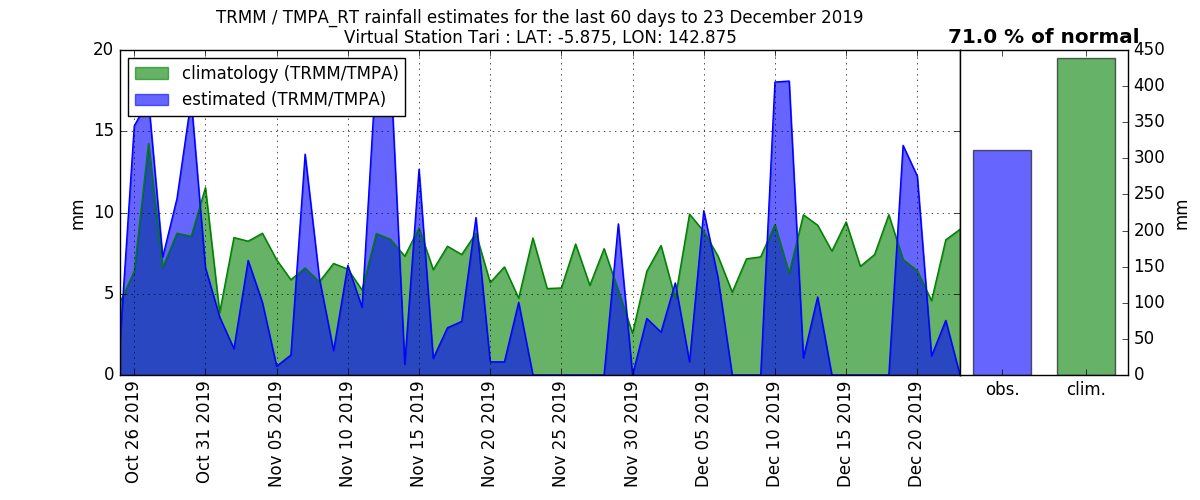 TRMM / TMPA_RT rainfall estimates for the last 60 days to 23 December 2019
Virtual Station Tari : LAT: -5.875, LON: 142.875
71.0 % of normal
climatology (TRMM/TMPA)
estimated (TRMM/TMPA)
mm
20
15
10
5
0
Oct 26 2019
Oct 31 2019
Nov 05 2019
Nov 10 2019
Nov 15 2019
Nov 20 2019
Nov 25 2019
Nov 30 2019
Dec 05 2019
Dec 10 2019
Dec 15 2019
Dec 20 2019
obs.
clim.
450
400
350
300
250
200
150
100
50
0
mm